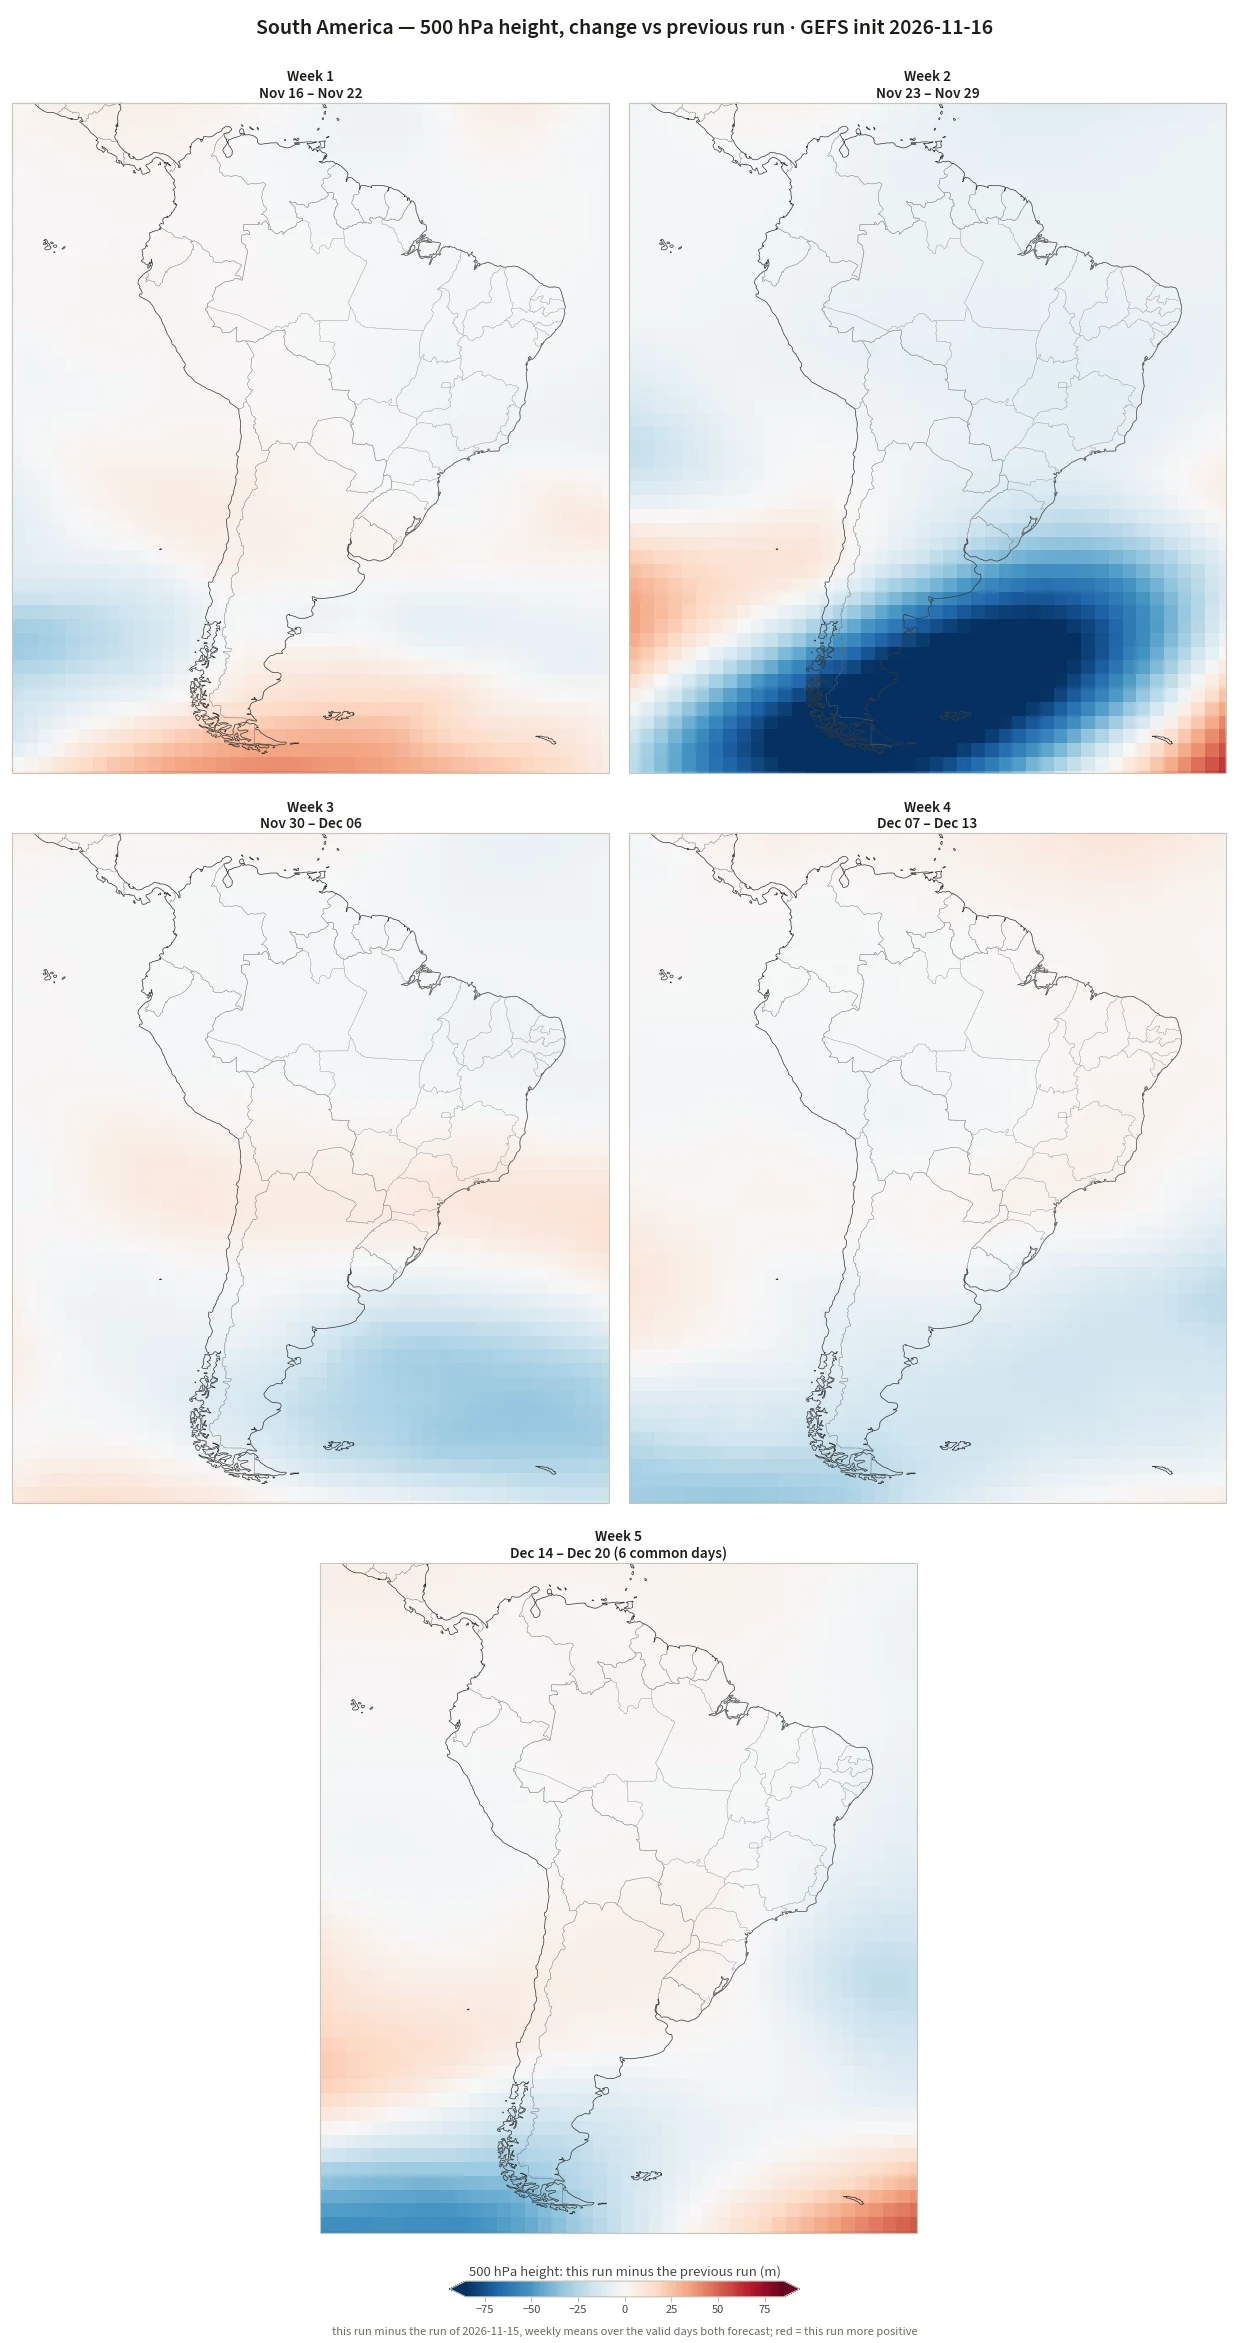 South America — 500 hPa height, change vs previous run · GEFS init 2026-11-16
Week 1
Nov 16 – Nov 22
Week 2
Nov 23 – Nov 29
Week 3
Nov 30 – Dec 06
Week 4
Dec 07 – Dec 13
Week 5
Dec 14 – Dec 20 (6 common days)
500 hPa height: this run minus the previous run (m)
−75 −50 −25 0 25 50 75
this run minus the run of 2026-11-15, weekly means over the valid days both forecast; red = this run more positive